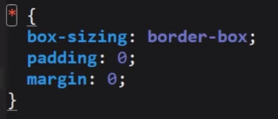 * {
box-sizing: border-box;
padding: 0;
margin: 0;
}